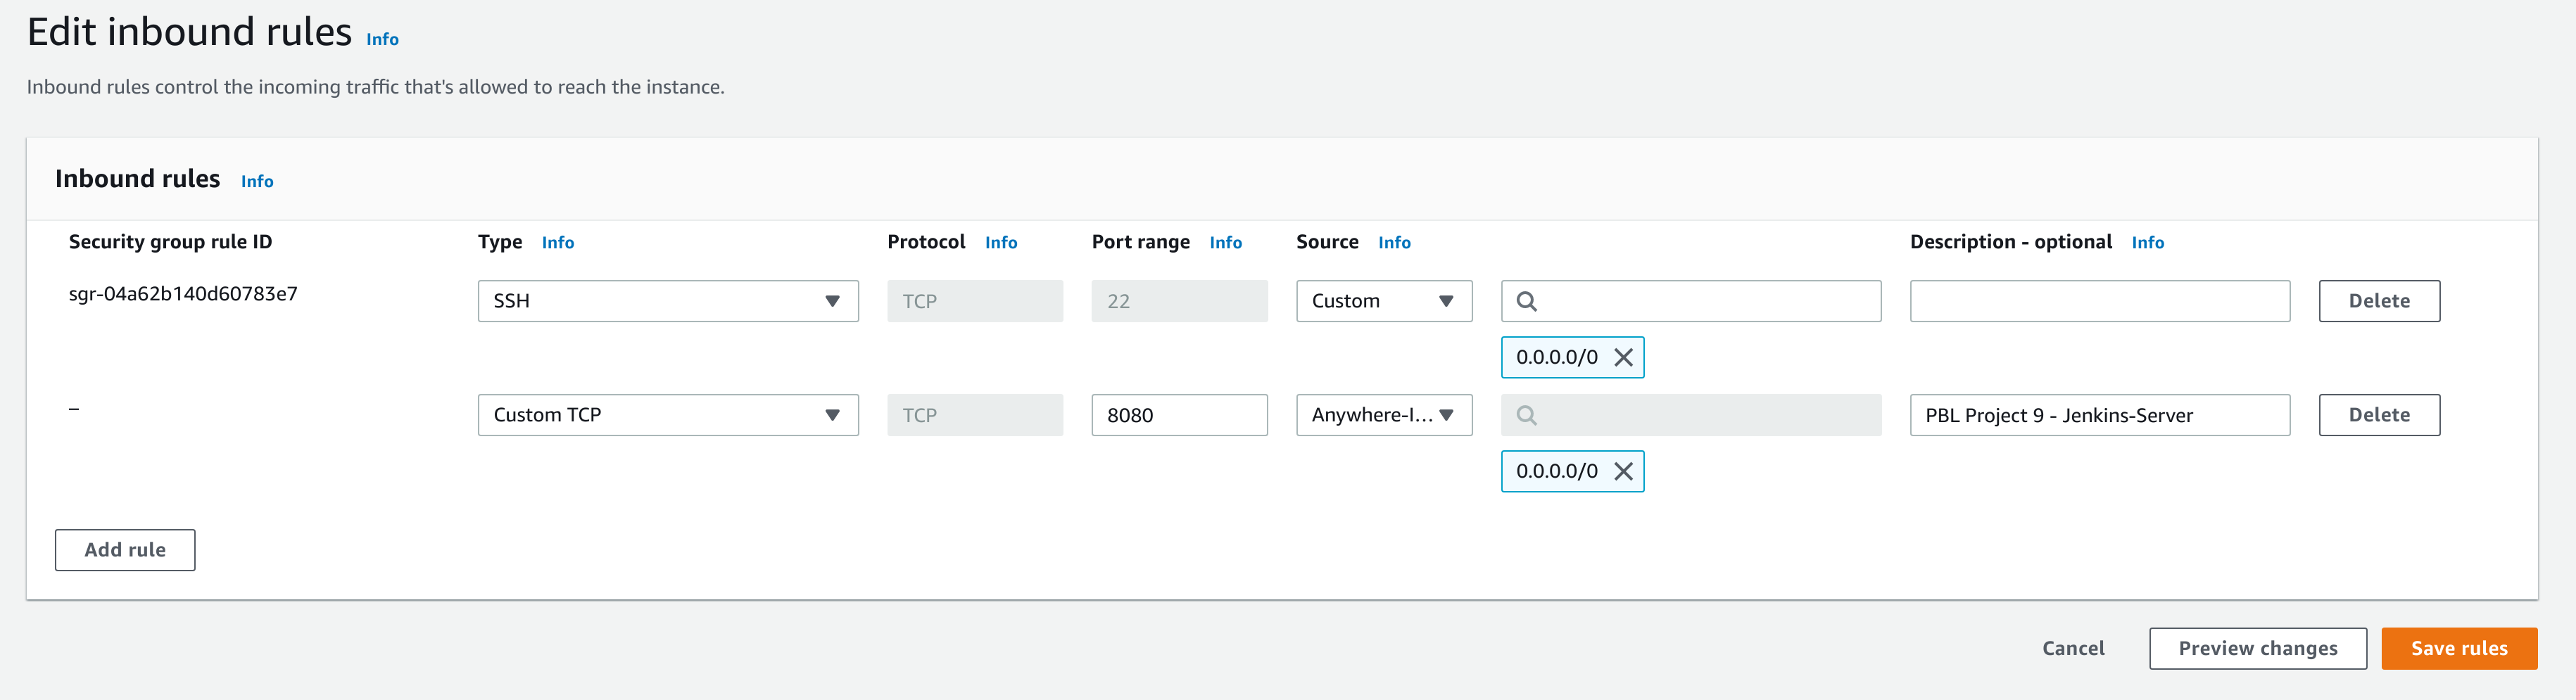 Edit inbound rules Info
Inbound rules control the incoming traffic that's allowed to reach the instance.
Inbound rules Info
Security group rule ID Type Info Protocol Info Port range Info Source Info Description - optional Info
sgr-04a62b140d60783e7 SSH TCP 22 Custom Delete
0.0.0.0/0
– Custom TCP TCP 8080 Anywhere-I... PBL Project 9 - Jenkins-Server Delete
0.0.0.0/0
Add rule
Cancel Preview changes Save rules